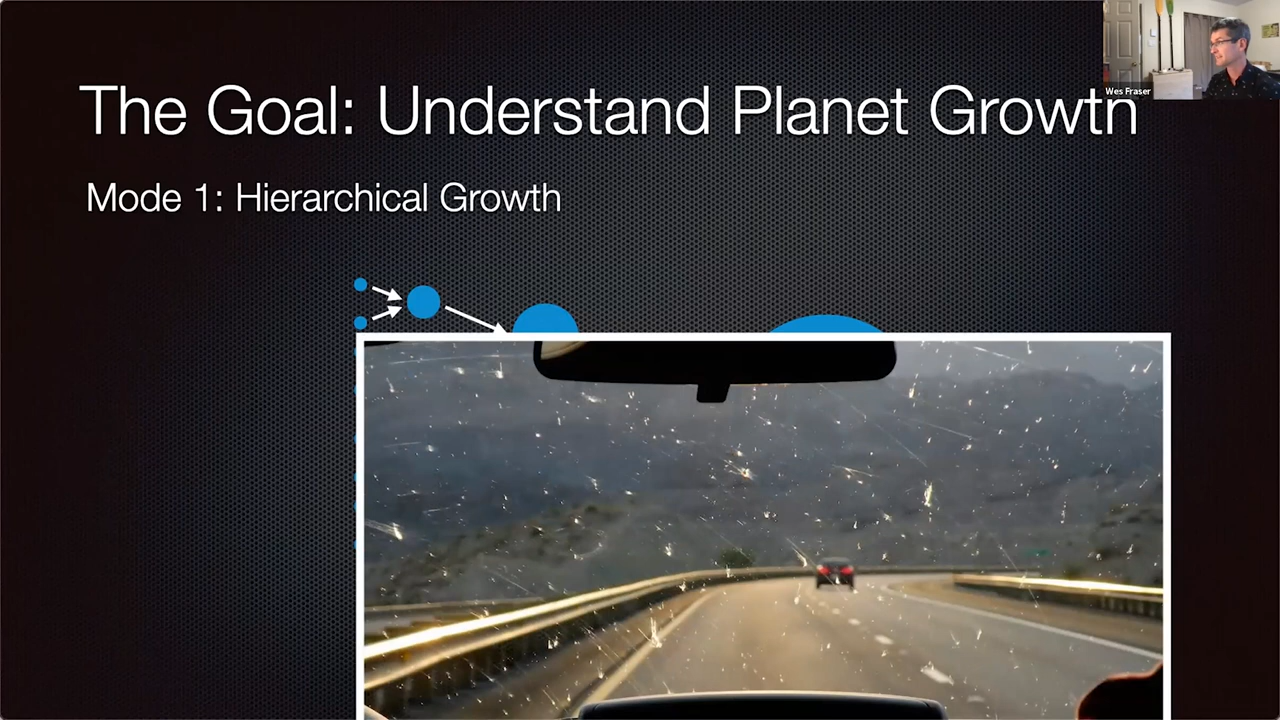 Wes Fraser
The Goal: Understand Planet Growth
Mode 1: Hierarchical Growth